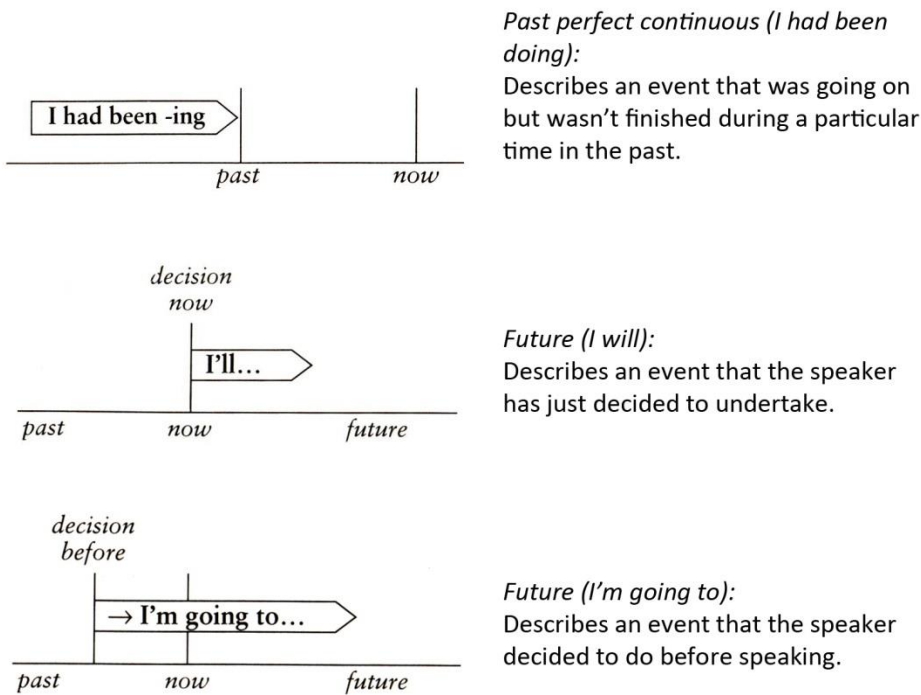 Past perfect continuous (I had been
doing):
Describes an event that was going on
but wasn't finished during a particular
time in the past.
I had been -ing
past
now
decision
now
I'll...
past
now
future
Future (I will):
Describes an event that the speaker
has just decided to undertake.
decision
before
→ I'm going to...
past
now
future
Future (I'm going to):
Describes an event that the speaker
decided to do before speaking.